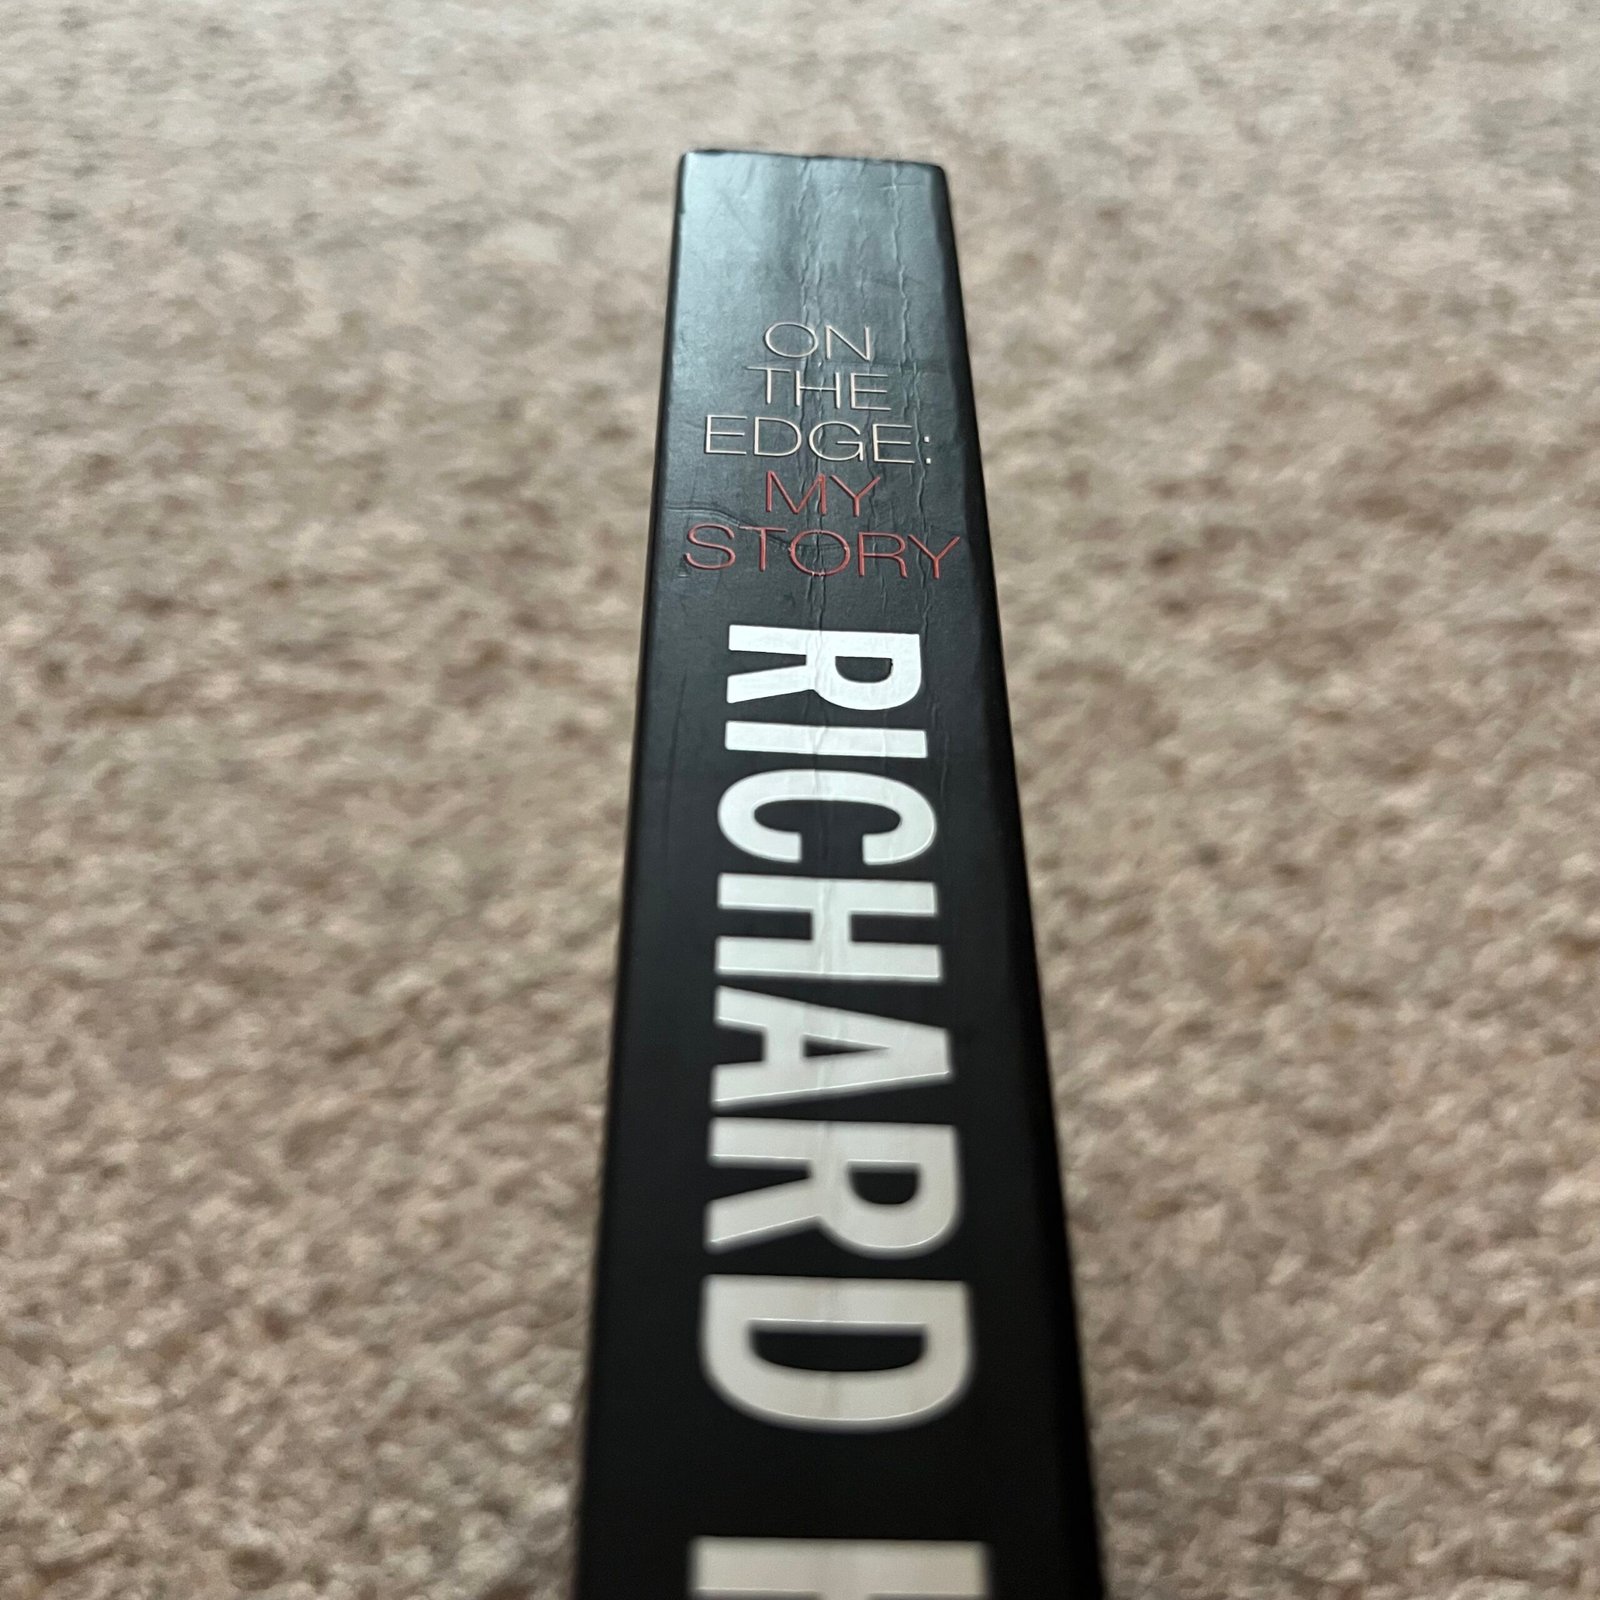 ON
THE
EDGE:
MY
STORY
RICHARD